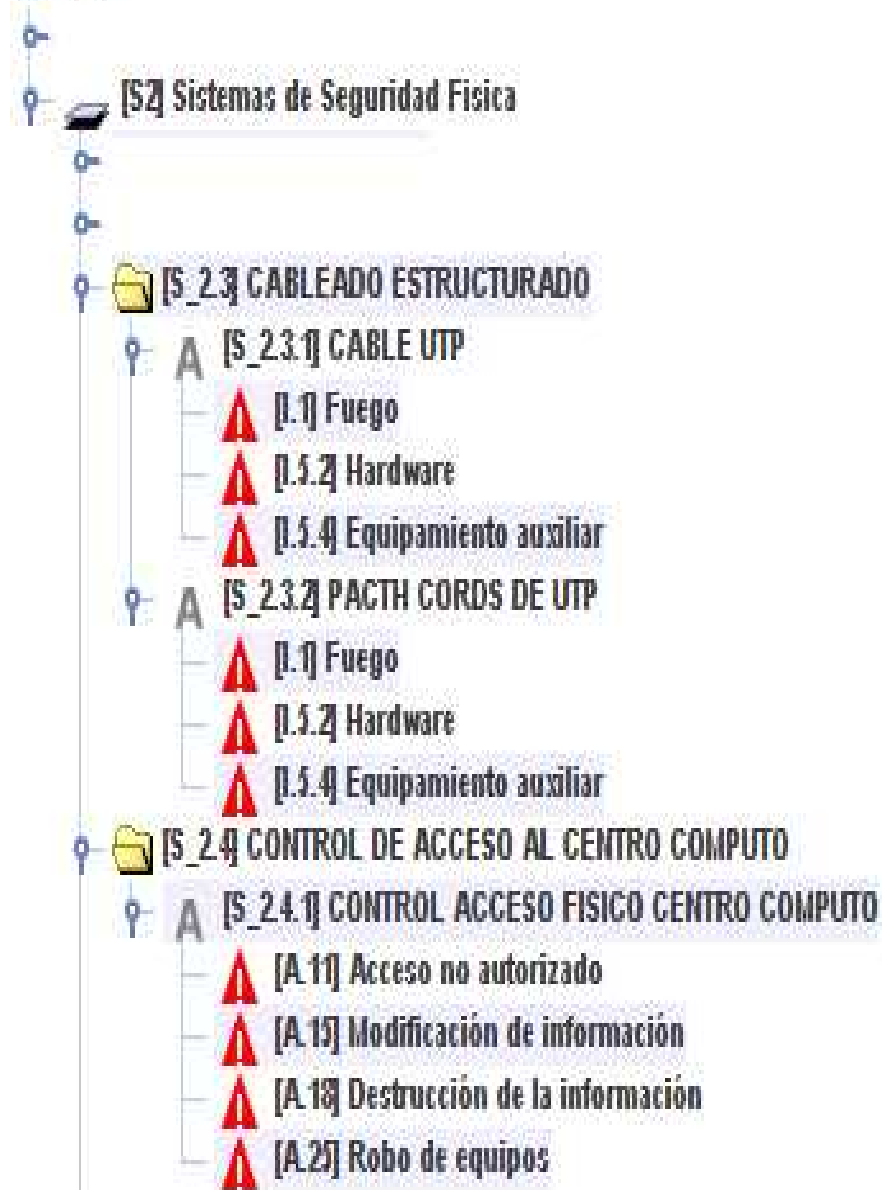 [S2] Sistemas de Seguridad Fisica
[S_2.3] CABLEADO ESTRUCTURADO
[S_2.3.1] CABLE UTP
[I.1] Fuego
[I.5.2] Hardware
[I.5.4] Equipamiento auxiliar
[S_2.3.2] PACTH CORDS DE UTP
[I.1] Fuego
[I.5.2] Hardware
[I.5.4] Equipamiento auxiliar
[S_2.4] CONTROL DE ACCESO AL CENTRO COMPUTO
[S_2.4.1] CONTROL ACCESO FISICO CENTRO COMPUTO
[A.11] Acceso no autorizado
[A.15] Modificación de información
[A.18] Destrucción de la información
[A.25] Robo de equipos